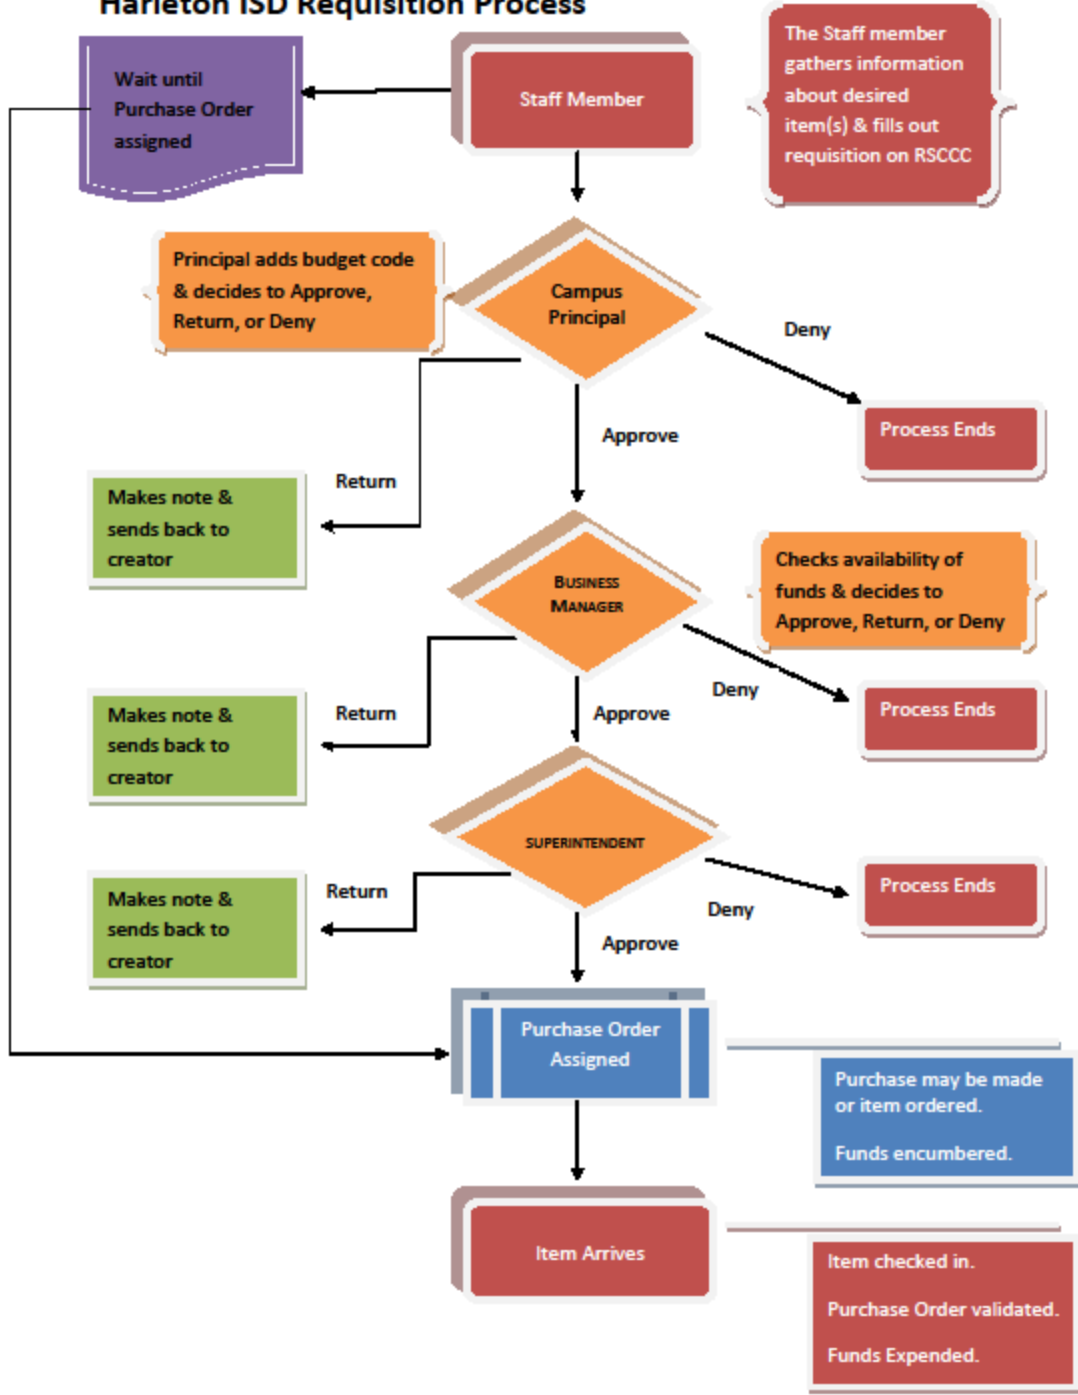 Harleton ISD Requisition Process
Wait until
Purchase Order
assigned
Staff Member
The Staff member
gathers information
about desired
item(s) & fills out
requisition on RSCCC
Principal adds budget code
& decides to Approve,
Return, or Deny
Campus
Principal
Deny
Process Ends
Approve
Return
Makes note &
sends back to
creator
BUSINESS
MANAGER
Checks availability of
funds & decides to
Approve, Return, or Deny
Deny
Process Ends
Approve
Return
Makes note &
sends back to
creator
SUPERINTENDENT
Process Ends
Deny
Return
Makes note &
sends back to
creator
Approve
Purchase Order
Assigned
Purchase may be made
or item ordered.
Funds encumbered.
Item Arrives
Item checked in.
Purchase Order validated.
Funds Expended.